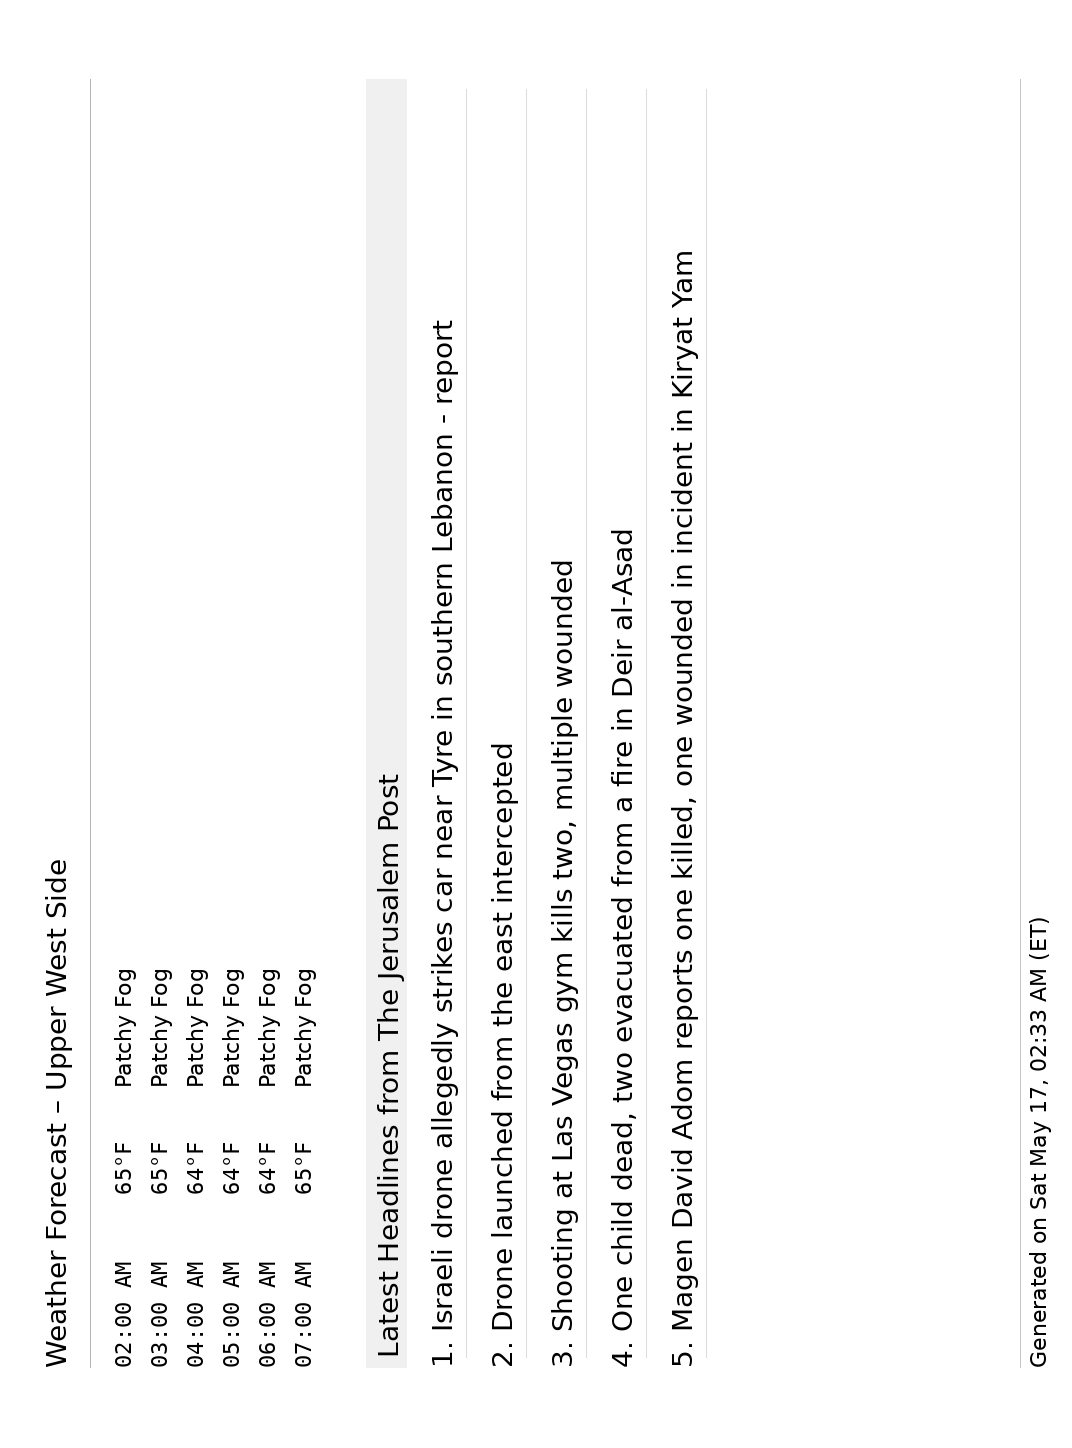 Weather Forecast – Upper West Side
02:00 AM 65°F Patchy Fog
03:00 AM 65°F Patchy Fog
04:00 AM 64°F Patchy Fog
05:00 AM 64°F Patchy Fog
06:00 AM 64°F Patchy Fog
07:00 AM 65°F Patchy Fog
Latest Headlines from The Jerusalem Post
1. Israeli drone allegedly strikes car near Tyre in southern Lebanon - report
2. Drone launched from the east intercepted
3. Shooting at Las Vegas gym kills two, multiple wounded
4. One child dead, two evacuated from a fire in Deir al-Asad
5. Magen David Adom reports one killed, one wounded in incident in Kiryat Yam
Generated on Sat May 17, 02:33 AM (ET)